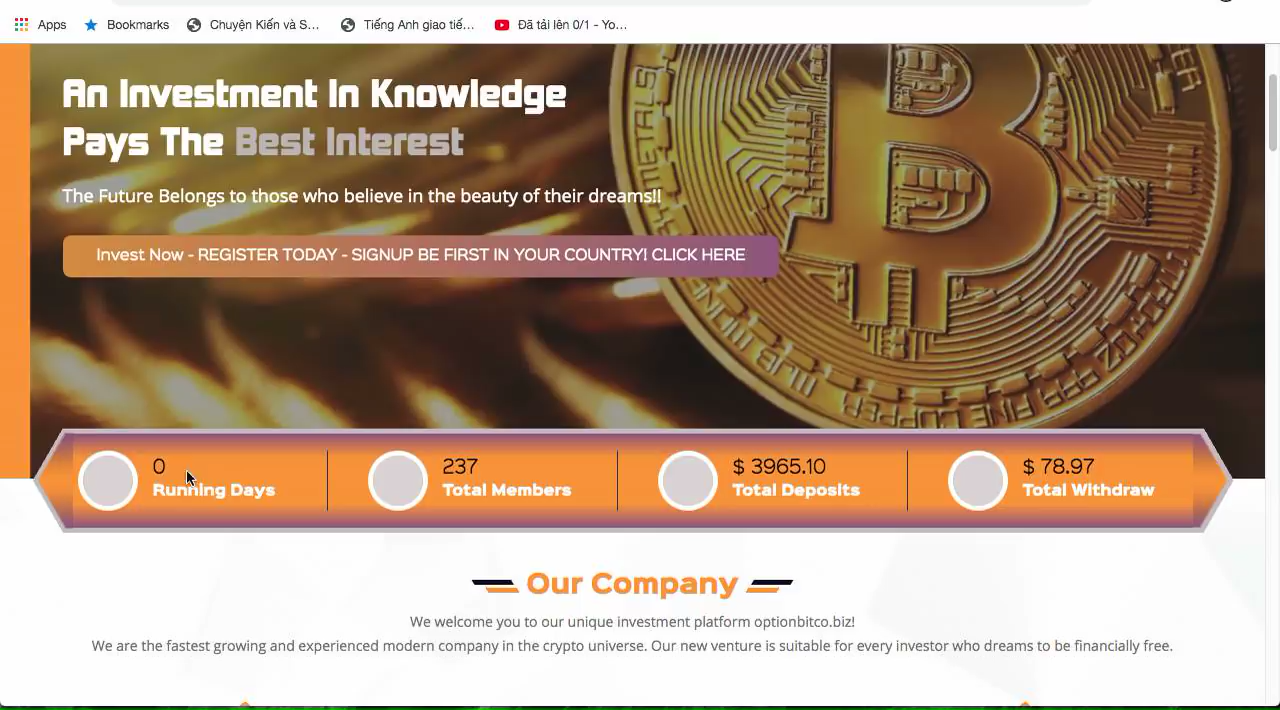 Apps Bookmarks Chuyện Kiến và S... Tiếng Anh giao tiế... Đã tải lên 0/1 - Yo...
An Investment In Knowledge
Pays The Best Interest
The Future Belongs to those who believe in the beauty of their dreams!!
Invest Now - REGISTER TODAY - SIGNUP BE FIRST IN YOUR COUNTRY! CLICK HERE
METALS
0 237 $ 3965.10 $ 78.97
Running Days Total Members Total Deposits Total Withdraw
Our Company
We welcome you to our unique investment platform optionbitco.biz!
We are the fastest growing and experienced modern company in the crypto universe. Our new venture is suitable for every investor who dreams to be financially free.